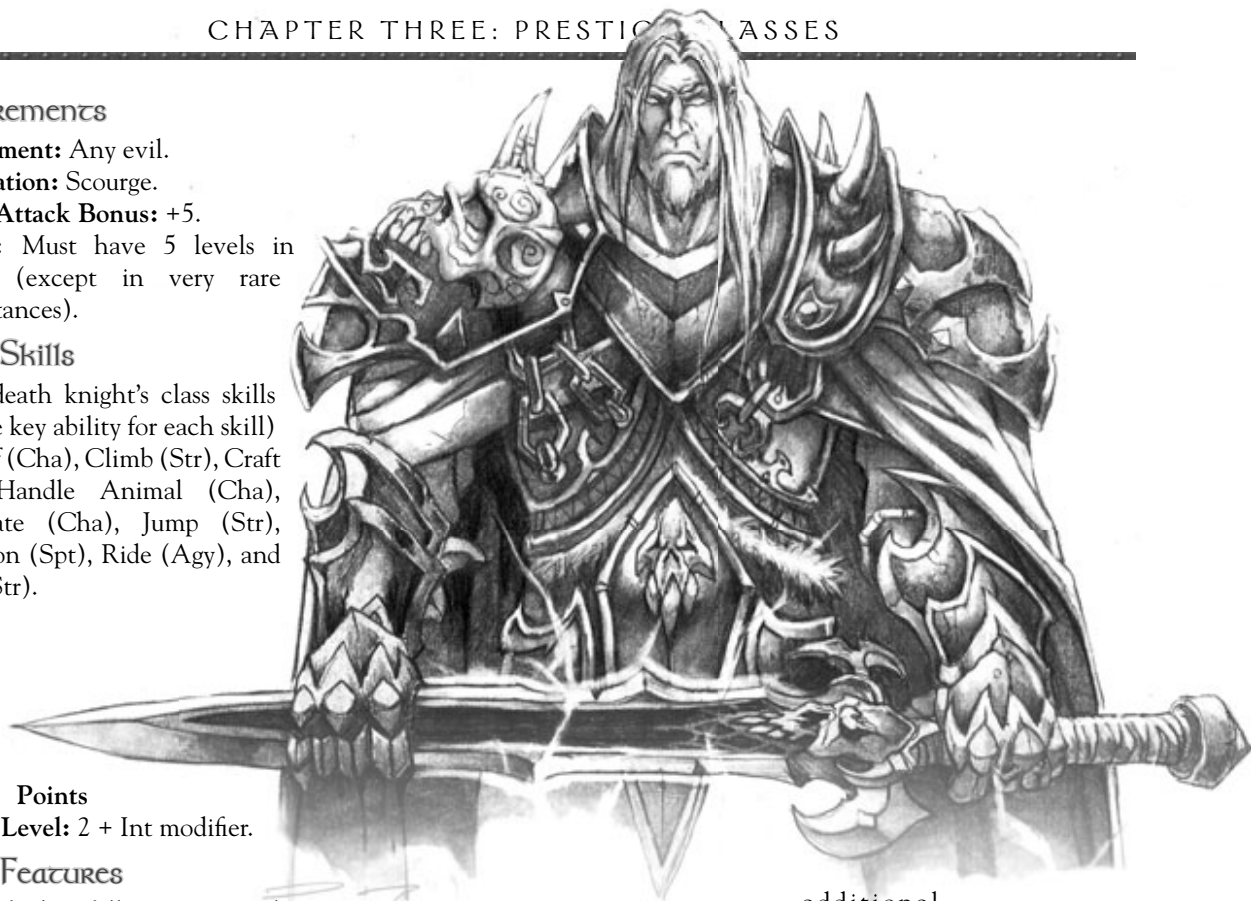 CHAPTER THREE: PRESTIG ASSES
rements
ment: Any evil.
ation: Scourge.
Attack Bonus: +5.
: Must have 5 levels in
(except in very rare
tances).
Skills
death knight's class skills
e key ability for each skill)
f (Cha), Climb (Str), Craft
Handle Animal (Cha),
ate (Cha), Jump (Str),
on (Spt), Ride (Agy), and
Str).
Points
Level: 2 + Int modifier.
Features
additional